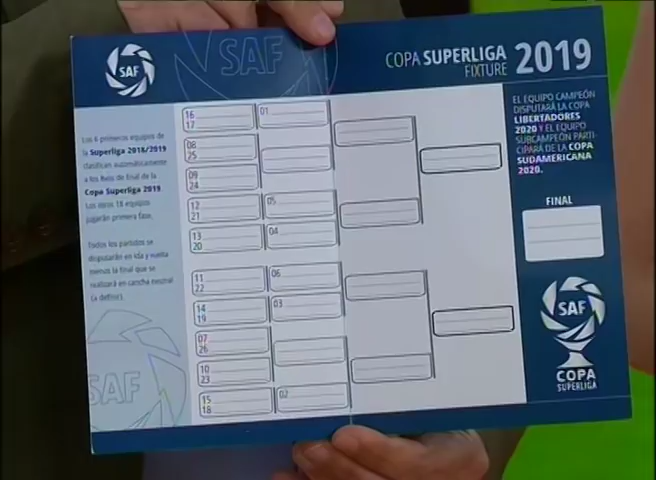 SAF
SAF
COPA SUPERLIGA 2019
FIXTURE
Los 6 primeros equipos de
la Superliga 2018/2019
clasifican automáticamente
a los 8vos de final de la
Copa Superliga 2019.
Los otros 18 equipos
jugarán primera fase.
Todos los partidos se
disputarán en ida y vuelta
menos la final que se
realizará en cancha neutral
(a definir).
SAF
16
17
01
08
25
09
24
12
21
05
13
20
04
11
22
06
14
19
03
07
26
10
23
15
18
02
EL EQUIPO CAMPEÓN
DISPUTARÁ LA COPA
LIBERTADORES
2020 Y EL EQUIPO
SUBCAMPEÓN PARTI
CIPARÁ DE LA COPA
SUDAMERICANA
2020.
FINAL
SAF
COPA
SUPERLIGA